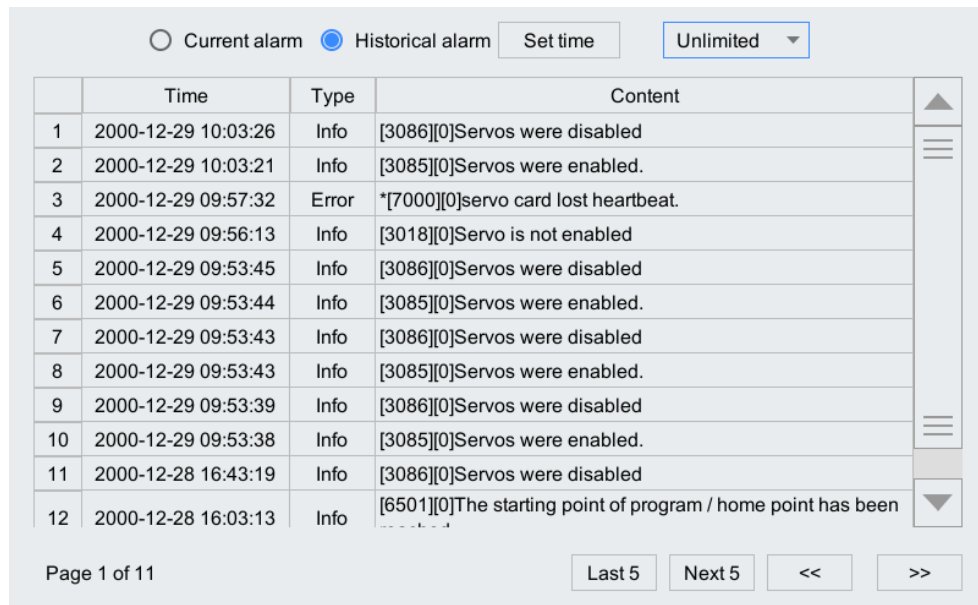 Current alarm Historical alarm Set time Unlimited
Time Type Content
1 2000-12-29 10:03:26 Info [3086][0]Servos were disabled
2 2000-12-29 10:03:21 Info [3085][0]Servos were enabled.
3 2000-12-29 09:57:32 Error *[7000][0]servo card lost heartbeat.
4 2000-12-29 09:56:13 Info [3018][0]Servo is not enabled
5 2000-12-29 09:53:45 Info [3086][0]Servos were disabled
6 2000-12-29 09:53:44 Info [3085][0]Servos were enabled.
7 2000-12-29 09:53:43 Info [3086][0]Servos were disabled
8 2000-12-29 09:53:43 Info [3085][0]Servos were enabled.
9 2000-12-29 09:53:39 Info [3086][0]Servos were disabled
10 2000-12-29 09:53:38 Info [3085][0]Servos were enabled.
11 2000-12-28 16:43:19 Info [3086][0]Servos were disabled
12 2000-12-28 16:03:13 Info [6501][0]The starting point of program / home point has been
Page 1 of 11 Last 5 Next 5 << >>